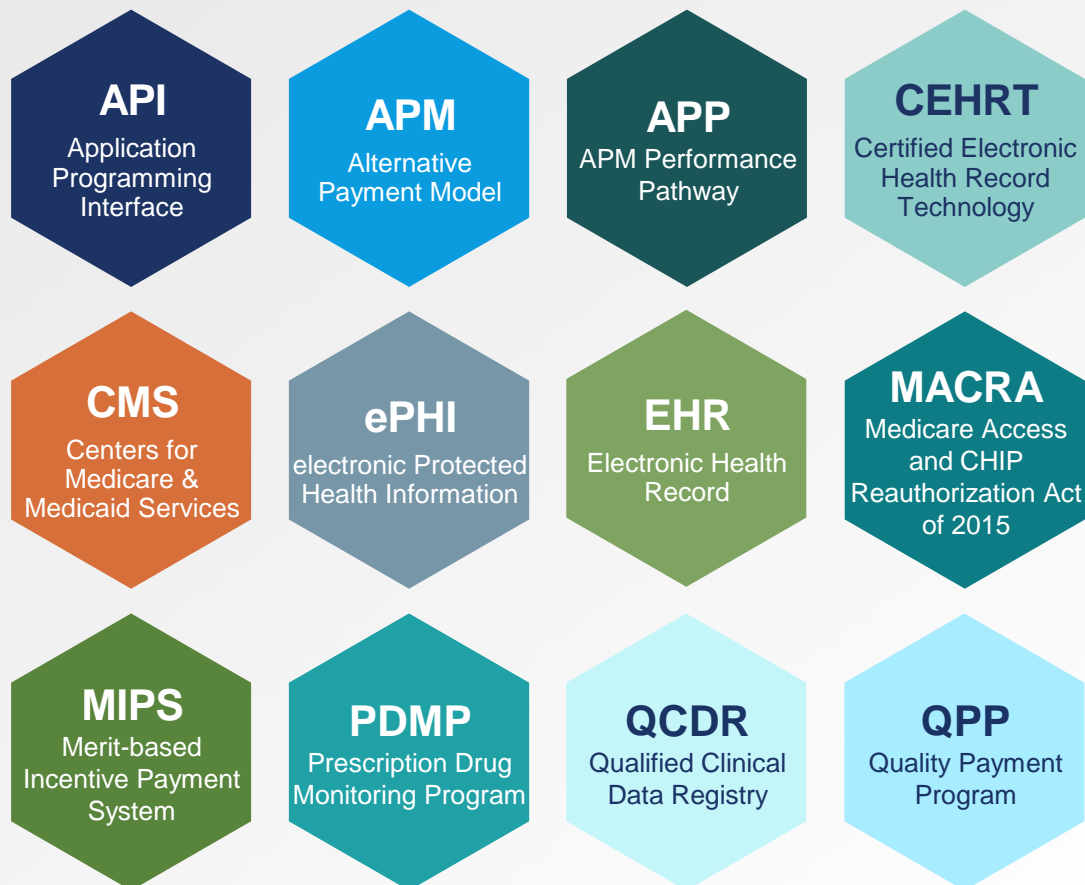 API
Application
Programming
Interface
APM
Alternative
Payment Model
APP
APM Performance
Pathway
CEHRT
Certified Electronic
Health Record
Technology
CMS
Centers for
Medicare &
Medicaid Services
ePHI
electronic Protected
Health Information
EHR
Electronic Health
Record
MACRA
Medicare Access
and CHIP
Reauthorization Act
of 2015
MIPS
Merit-based
Incentive Payment
System
PDMP
Prescription Drug
Monitoring Program
QCDR
Qualified Clinical
Data Registry
QPP
Quality Payment
Program